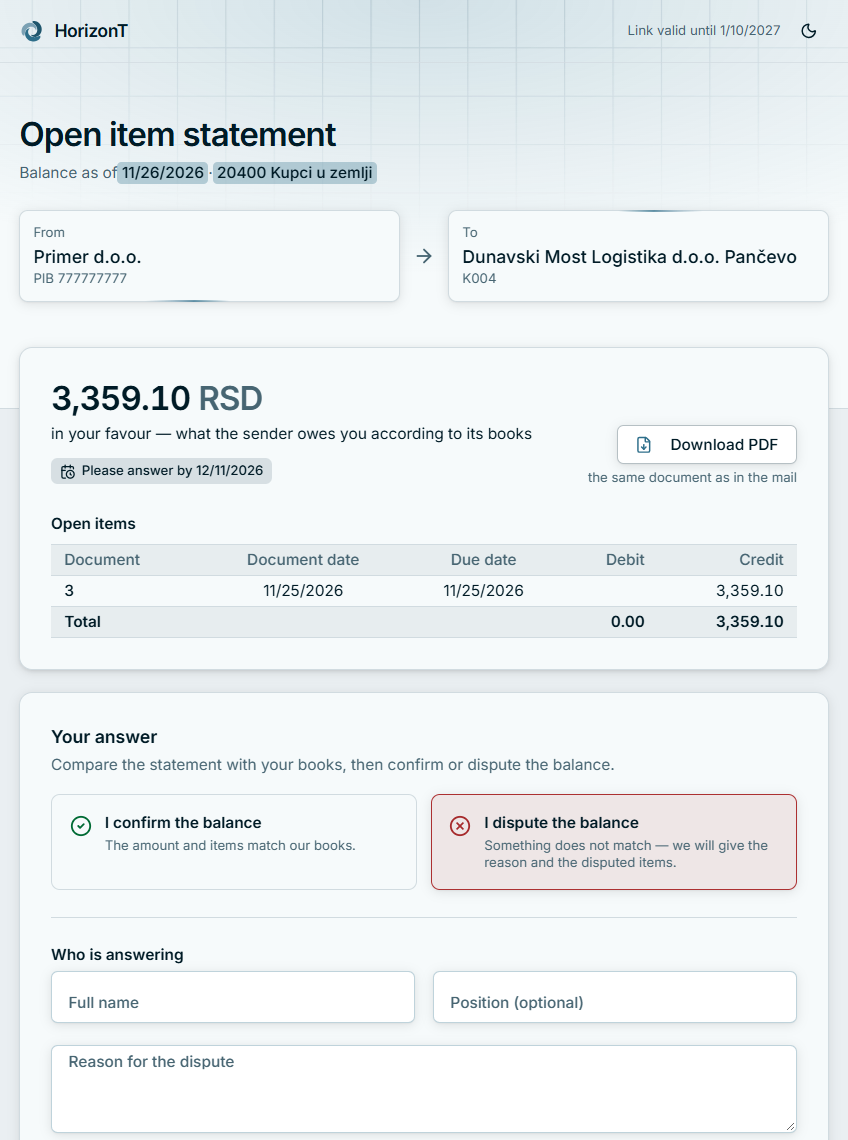 HorizonT
Link valid until 1/10/2027
Open item statement
Balance as of 11/26/2026 · 20400 Kupci u zemlji
From
Primer d.o.o.
PIB 777777777
To
Dunavski Most Logistika d.o.o. Pančevo
K004
3,359.10 RSD
in your favour — what the sender owes you according to its books
Please answer by 12/11/2026
Download PDF
the same document as in the mail
Open items
Document Document date Due date Debit Credit
3 11/25/2026 11/25/2026 3,359.10
Total 0.00 3,359.10
Your answer
Compare the statement with your books, then confirm or dispute the balance.
I confirm the balance
The amount and items match our books.
I dispute the balance
Something does not match — we will give the
reason and the disputed items.
Who is answering
Full name
Position (optional)
Reason for the dispute